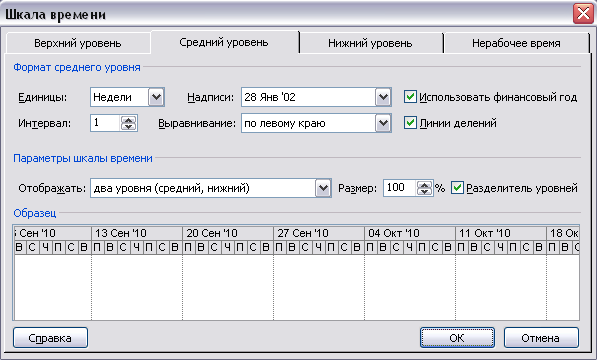 Шкала времени
Верхний уровень Средний уровень Нижний уровень Нерабочее время
Формат среднего уровня
Единицы: Недели Надписи: 28 Янв '02 Использовать финансовый год
Интервал: 1 Выравнивание: по левому краю Линии делений
Параметры шкалы времени
Отображать: два уровня (средний, нижний) Размер: 100 % Разделитель уровней
Образец
Сен '10 13 Сен '10 20 Сен '10 27 Сен '10 04 Окт '10 11 Окт '10 18 Ок
В С Ч П С В П В С Ч П С В П В С Ч П С В П В С Ч П С В П В С Ч П С В П В С Ч П С В П В
Справка ОК Отмена